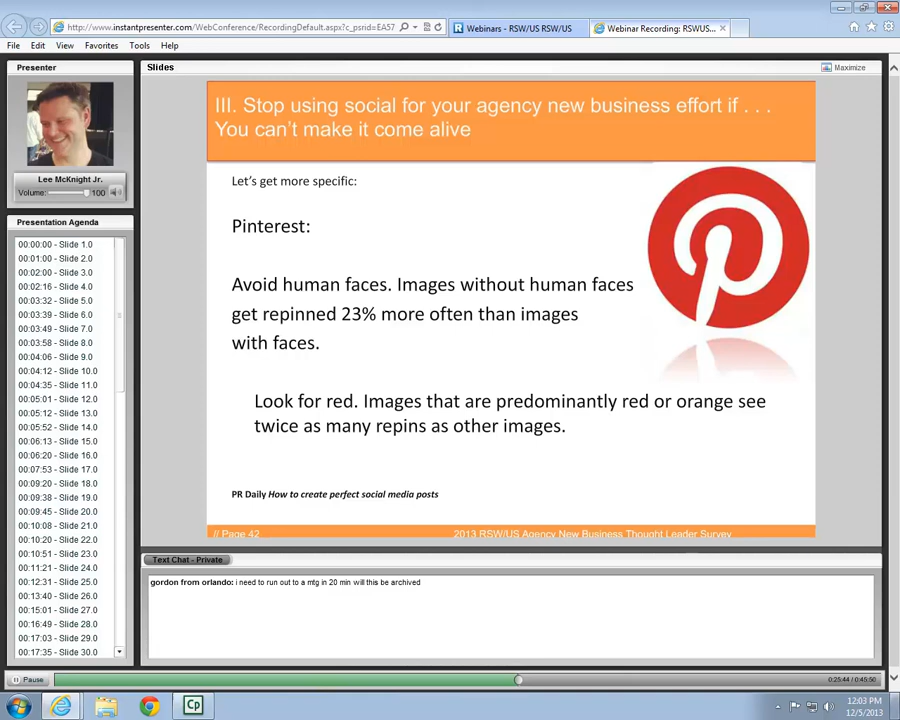 http://www.instantpresenter.com/WebConference/RecordingDefault.aspx?c_psrid=EA57
Webinars - RSW/US RSW/US
Webinar Recording: RSWUS...
File Edit View Favorites Tools Help
Presenter
Lee McKnight Jr.
Volume: 100
Presentation Agenda
00:00:00 - Slide 1.0
00:01:00 - Slide 2.0
00:02:00 - Slide 3.0
00:02:16 - Slide 4.0
00:03:32 - Slide 5.0
00:03:39 - Slide 6.0
00:03:49 - Slide 7.0
00:03:58 - Slide 8.0
00:04:06 - Slide 9.0
00:04:12 - Slide 10.0
00:04:35 - Slide 11.0
00:05:01 - Slide 12.0
00:05:12 - Slide 13.0
00:05:52 - Slide 14.0
00:06:13 - Slide 15.0
00:06:20 - Slide 16.0
00:07:53 - Slide 17.0
00:09:20 - Slide 18.0
00:09:38 - Slide 19.0
00:09:45 - Slide 20.0
00:10:08 - Slide 21.0
00:10:20 - Slide 22.0
00:10:51 - Slide 23.0
00:11:21 - Slide 24.0
00:12:31 - Slide 25.0
00:13:40 - Slide 26.0
00:15:01 - Slide 27.0
00:16:49 - Slide 28.0
00:17:03 - Slide 29.0
00:17:35 - Slide 30.0
Slides
Maximize
III. Stop using social for your agency new business effort if . . .
You can't make it come alive
Let's get more specific:
Pinterest:
Avoid human faces. Images without human faces
get repinned 23% more often than images
with faces.
Look for red. Images that are predominantly red or orange see
twice as many repins as other images.
PR Daily How to create perfect social media posts
// Page 42
2013 RSW/US Agency New Business Thought Leader Survey
Text Chat - Private
gordon from orlando: i need to run out to a mtg in 20 min will this be archived
Pause
0:25:44 / 0:45:50
Cp
12:03 PM
12/5/2013